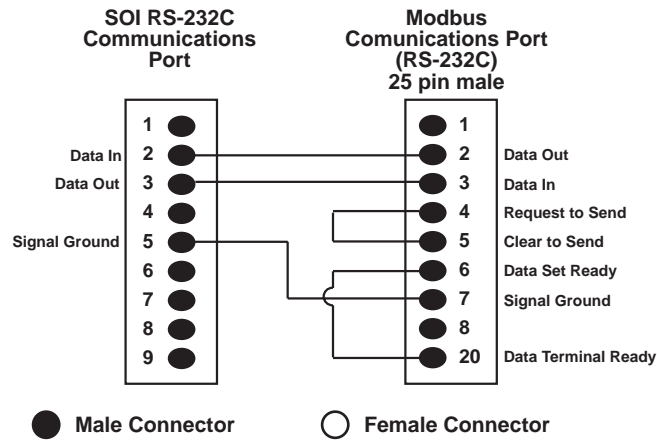 SOI RS-232C
Communications
Port
Modbus
Comunications Port
(RS-232C)
25 pin male
1
Data In 2
Data Out 3
4
Signal Ground 5
6
7
8
9
1
2 Data Out
3 Data In
4 Request to Send
5 Clear to Send
6 Data Set Ready
7 Signal Ground
8
20 Data Terminal Ready
Male Connector
Female Connector